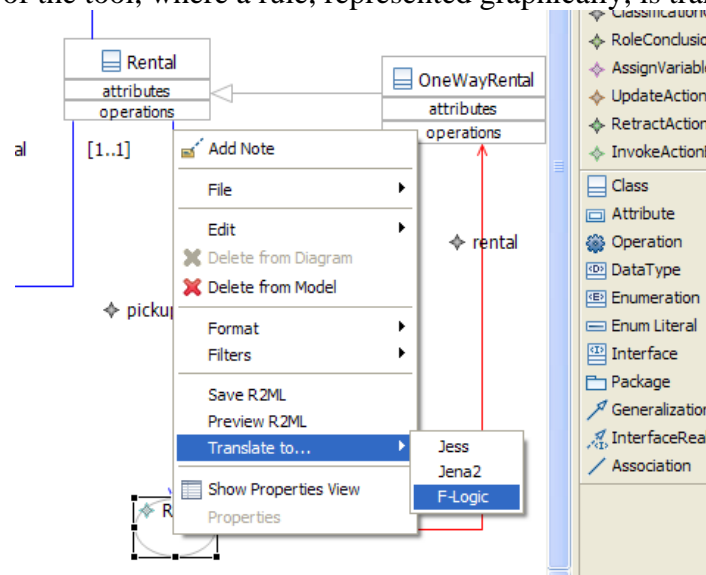 of the tool, where a rule, represented graphically, is
Rental
attributes
operations
OneWayRental
attributes
operations
[1..1]
rental
Add Note
File
Edit
Delete from Diagram
Delete from Model
Format
Filters
Save R2ML
Preview R2ML
Translate to...
Show Properties View
Properties
Jess
Jena2
F-Logic
RoleConclusio
AssignVariabl
UpdateAction
RetractAction
InvokeAction
Class
Attribute
Operation
DataType
Enumeration
Enum Literal
Interface
Package
Generalization
InterfaceRea
Association